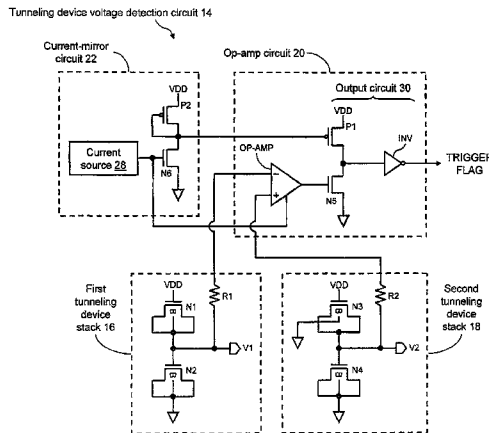 Tunneling device voltage detection circuit 14
Current-mirror
circuit 22
Op-amp circuit 20
Output circuit 30
VDD
P2
VDD
P1
INV
OP-AMP
Current
source 28
N6
TRIGGER
FLAG
N5
-
+
First
tunneling
device
stack 16
VDD
N1
R1
V1
N2
VDD
N3
R2
V2
N4
Second
tunneling
device
stack 18
B
B
B
B